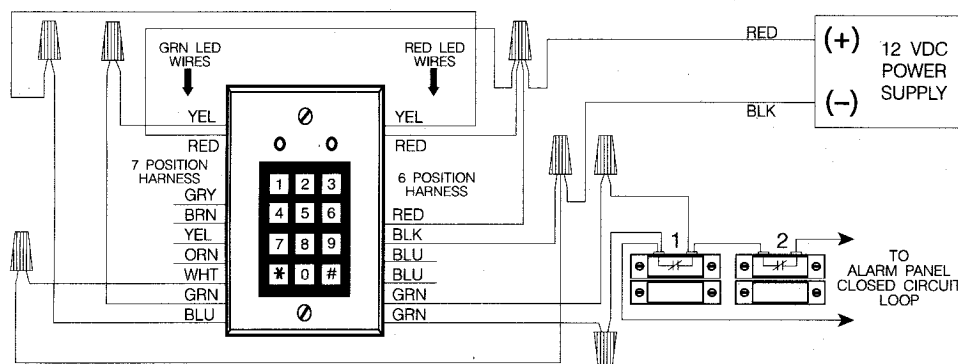 GRN LED
WIRES
RED LED
WIRES
RED
(+)
12 VDC
POWER
SUPPLY
(-)
BLK
YEL
YEL
RED
RED
7 POSITION
HARNESS
6 POSITION
HARNESS
1 2 3
4 5 6
7 8 9
* 0 #
GRY
BRN
YEL
ORN
WHT
GRN
BLU
RED
BLK
BLU
BLU
GRN
GRN
1
2
TO
ALARM PANEL
CLOSED CIRCUIT
LOOP